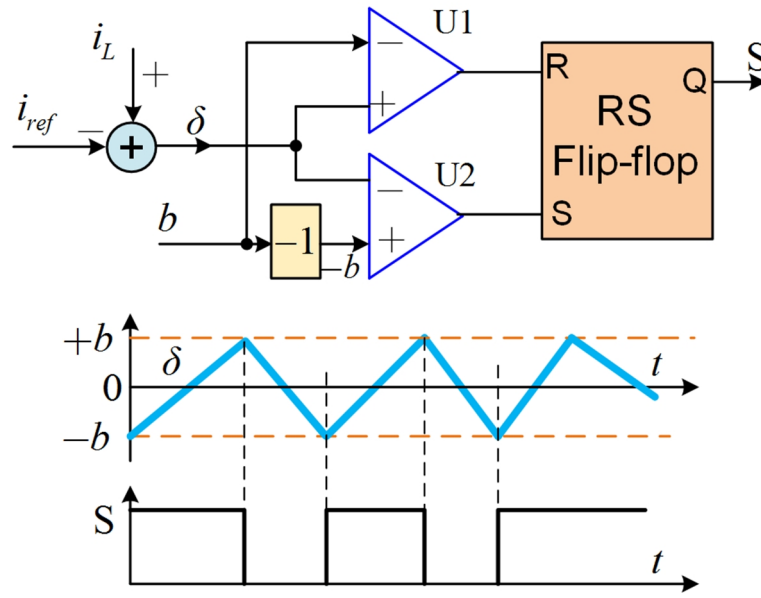 U1
i_L
+
−
i_ref
−
δ
+
+
R
Q
S
RS
Flip-flop
U2
−
b
−1
−b
+
S
+b
δ
t
0
−b
S
t